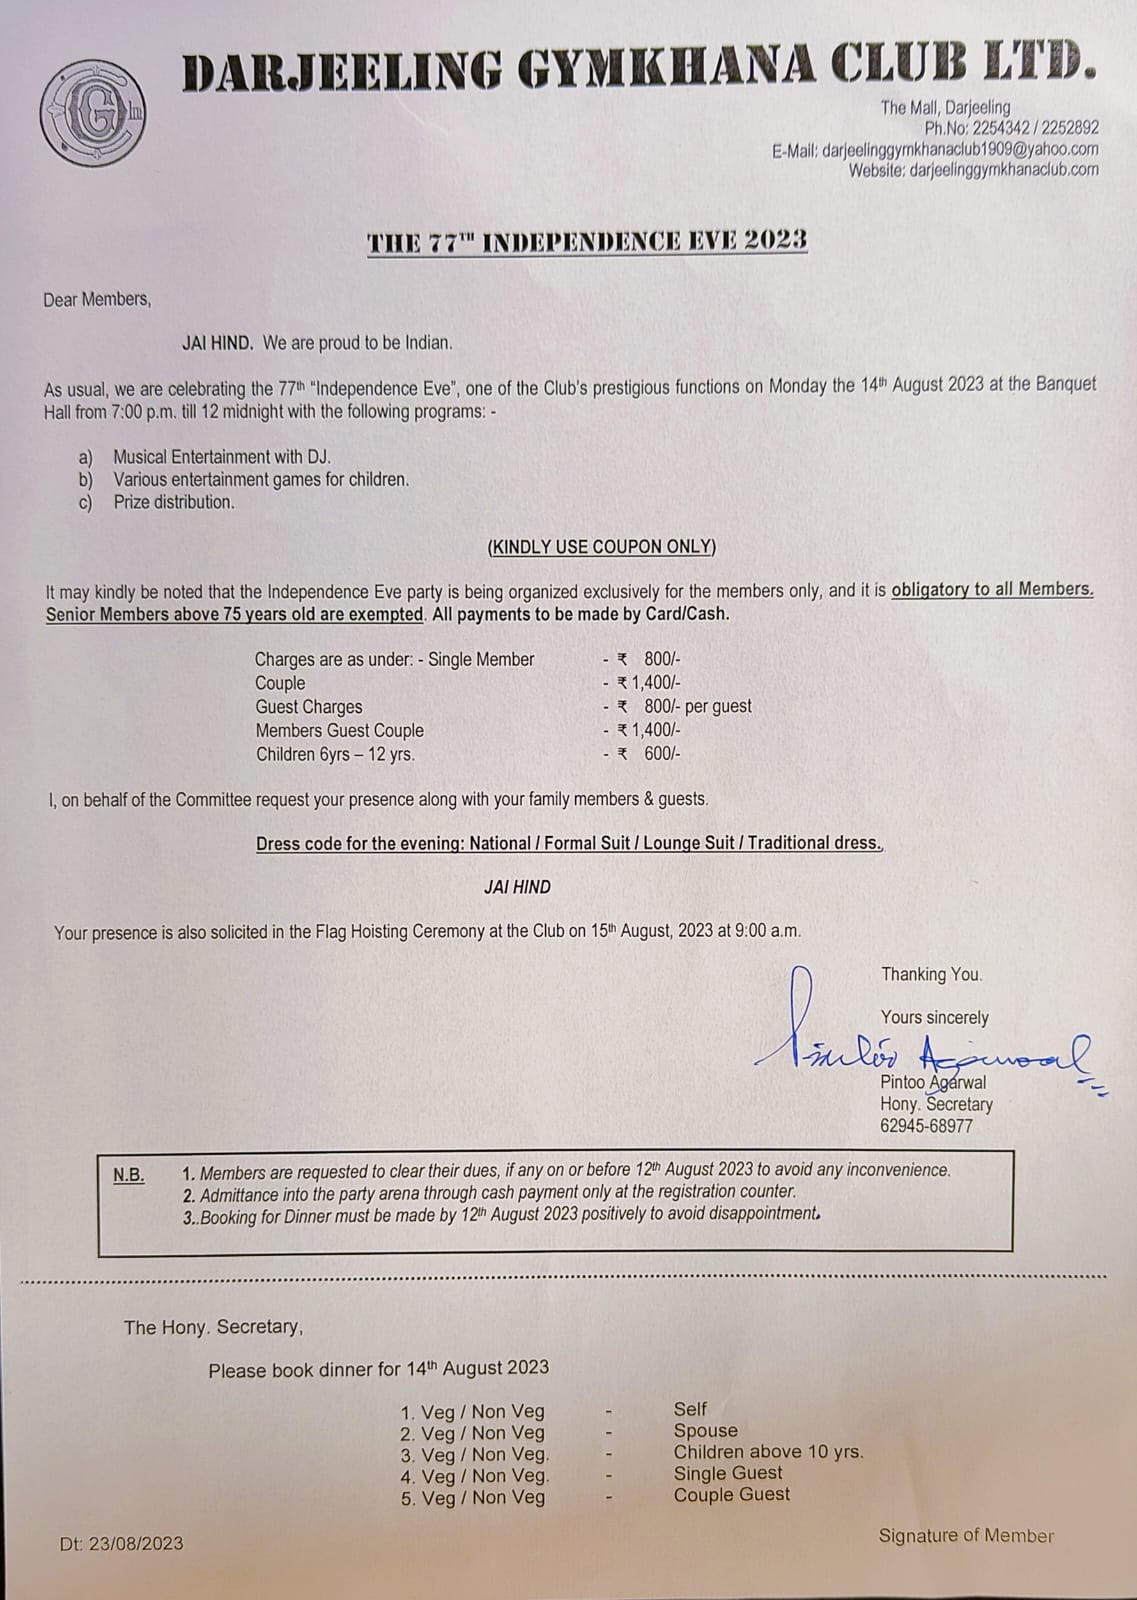 DARJEELING GYMKHANA CLUB LTD.
The Mall, Darjeeling
Ph.No: 2254342 / 2252892
E-Mail: darjeelinggymkhanaclub1909@yahoo.com
Website: darjeelinggymkhanaclub.com
THE 77TH INDEPENDENCE EVE 2023
Dear Members,
JAI HIND. We are proud to be Indian.
As usual, we are celebrating the 77th "Independence Eve", one of the Club's prestigious functions on Monday the 14th August 2023 at the Banquet
Hall from 7:00 p.m. till 12 midnight with the following programs: -
a) Musical Entertainment with DJ.
b) Various entertainment games for children.
c) Prize distribution.
(KINDLY USE COUPON ONLY)
It may kindly be noted that the Independence Eve party is being organized exclusively for the members only, and it is obligatory to all Members.
Senior Members above 75 years old are exempted. All payments to be made by Card/Cash.
Charges are as under: - Single Member - ₹ 800/-
Couple - ₹ 1,400/-
Guest Charges - ₹ 800/- per guest
Members Guest Couple - ₹ 1,400/-
Children 6yrs – 12 yrs. - ₹ 600/-
I, on behalf of the Committee request your presence along with your family members & guests.
Dress code for the evening: National / Formal Suit / Lounge Suit / Traditional dress.
JAI HIND
Your presence is also solicited in the Flag Hoisting Ceremony at the Club on 15th August, 2023 at 9:00 a.m.
Thanking You.
Yours sincerely
Pintoo Agarwal
Pintoo Agarwal
Hony. Secretary
62945-68977
N.B. 1. Members are requested to clear their dues, if any on or before 12th August 2023 to avoid any inconvenience.
2. Admittance into the party arena through cash payment only at the registration counter.
3..Booking for Dinner must be made by 12th August 2023 positively to avoid disappointment.
The Hony. Secretary,
Please book dinner for 14th August 2023
1. Veg / Non Veg - Self
2. Veg / Non Veg - Spouse
3. Veg / Non Veg. - Children above 10 yrs.
4. Veg / Non Veg. - Single Guest
5. Veg / Non Veg - Couple Guest
Dt: 23/08/2023
Signature of Member